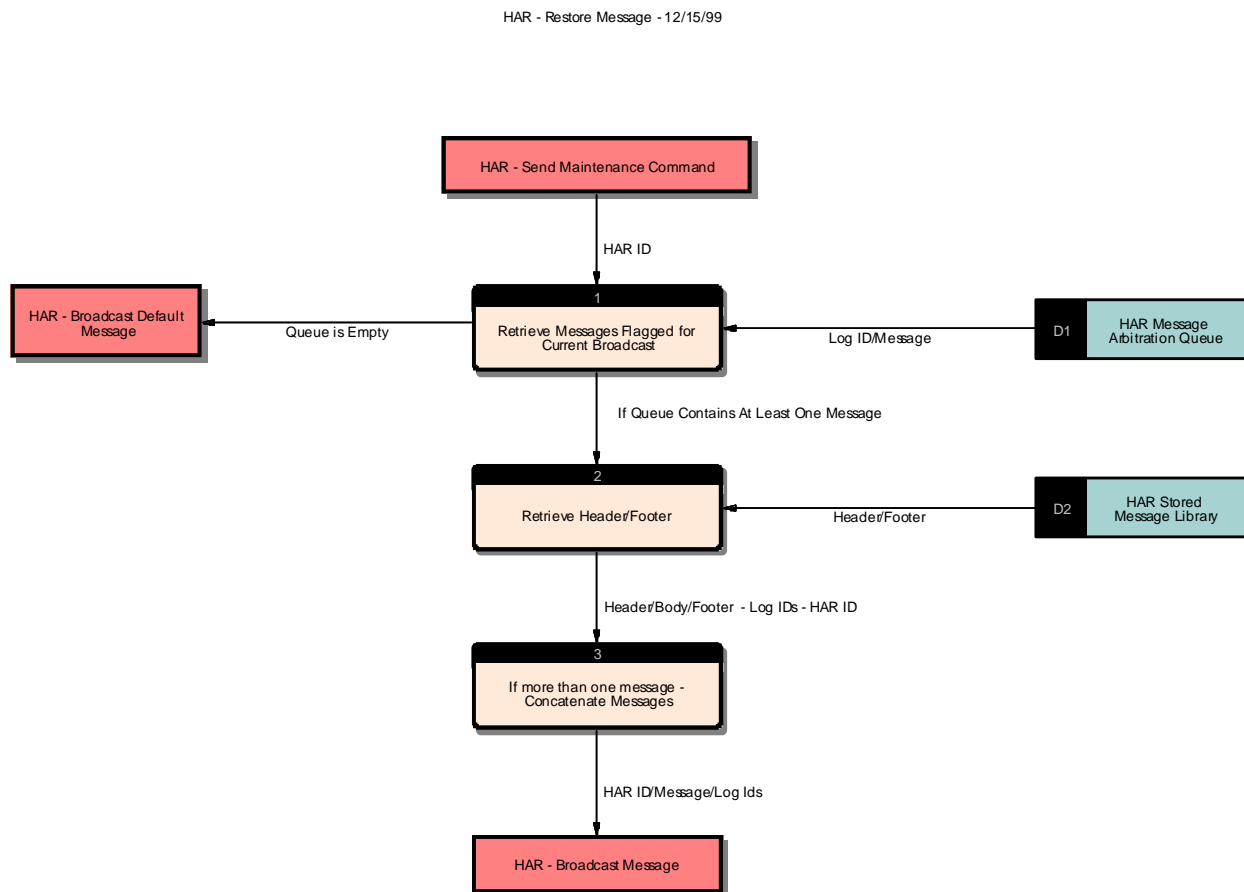 HAR - Restore Message - 12/15/99
HAR - Send Maintenance Command
HAR ID
1
Retrieve Messages Flagged for
Current Broadcast
HAR - Broadcast Default
Message
Queue is Empty
Log ID/Message
D1
HAR Message
Arbitration Queue
If Queue Contains At Least One Message
2
Retrieve Header/Footer
Header/Footer
D2
HAR Stored
Message Library
Header/Body/Footer - Log IDs - HAR ID
3
If more than one message -
Concatenate Messages
HAR ID/Message/Log Ids
HAR - Broadcast Message